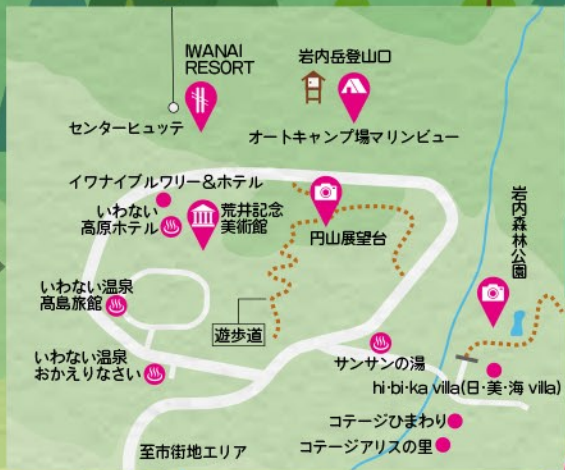 IWANAI
RESORT
岩内岳登山口
センターヒュッテ
オートキャンプ場マリンビュー
イワナイブルワリー&ホテル
いわない
高原ホテル
荒井記念
美術館
円山展望台
岩内森林公園
いわない温泉
髙島旅館
遊歩道
いわない温泉
おかえりなさい
サンサンの湯
hi・bi・ka villa(日・美・海 villa)
コテージひまわり
コテージアリスの里
至市街地エリア